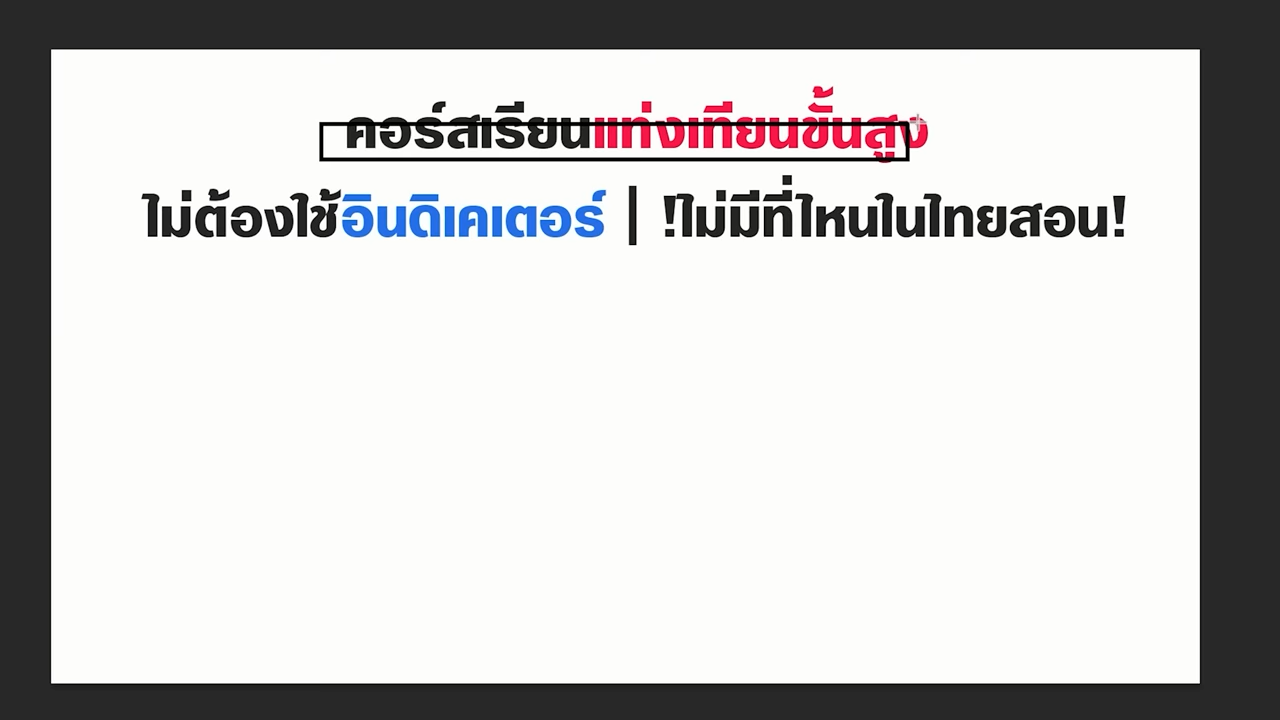 คอร์สเรียนแท่งเทียนขั้นสูง
ไม่ต้องใช้อินดิเคเตอร์ | !ไม่มีที่ไหนในไทยสอน!